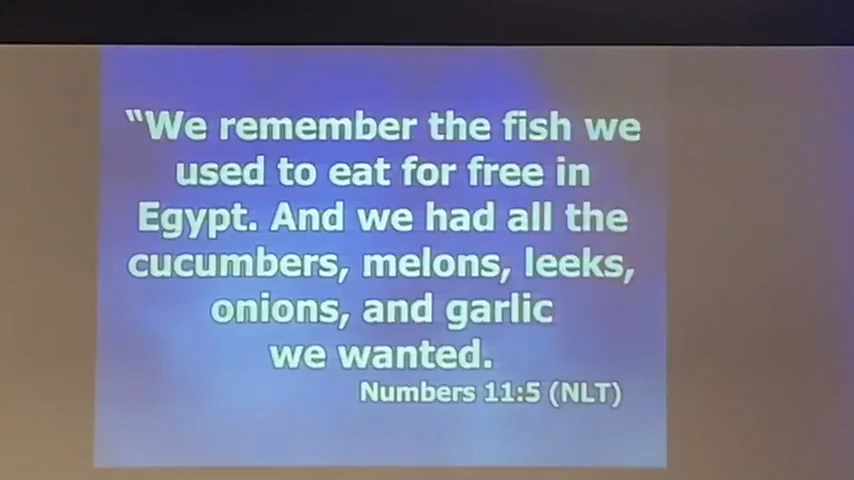 “We remember the fish we
used to eat for free in
Egypt. And we had all the
cucumbers, melons, leeks,
onions, and garlic
we wanted.
Numbers 11:5 (NLT)